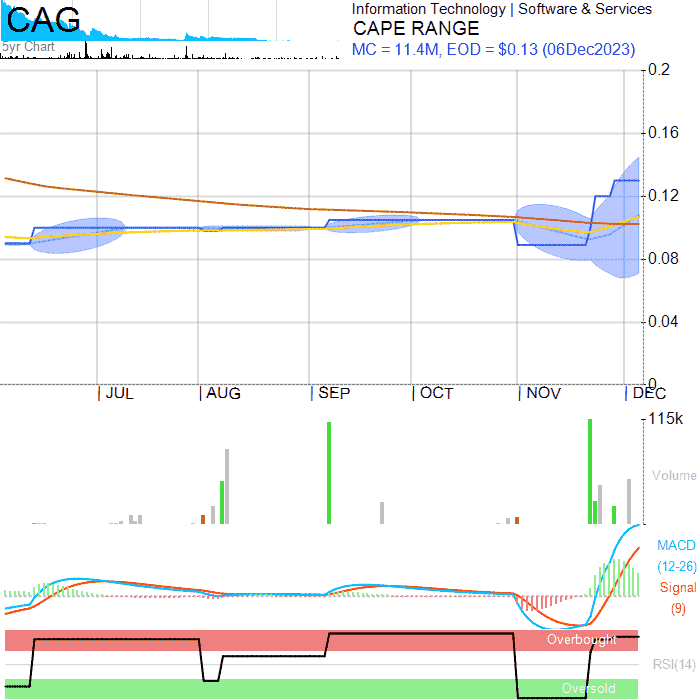 CAG
5yr Chart
Information Technology | Software & Services
CAPE RANGE
MC = 11.4M, EOD = $0.13 (06Dec2023)
0.2
0.16
0.12
0.08
0.04
0
JUL AUG SEP OCT NOV DEC
115k
Volume
MACD
(12-26)
Signal
(9)
Overbought
RSI(14)
Oversold